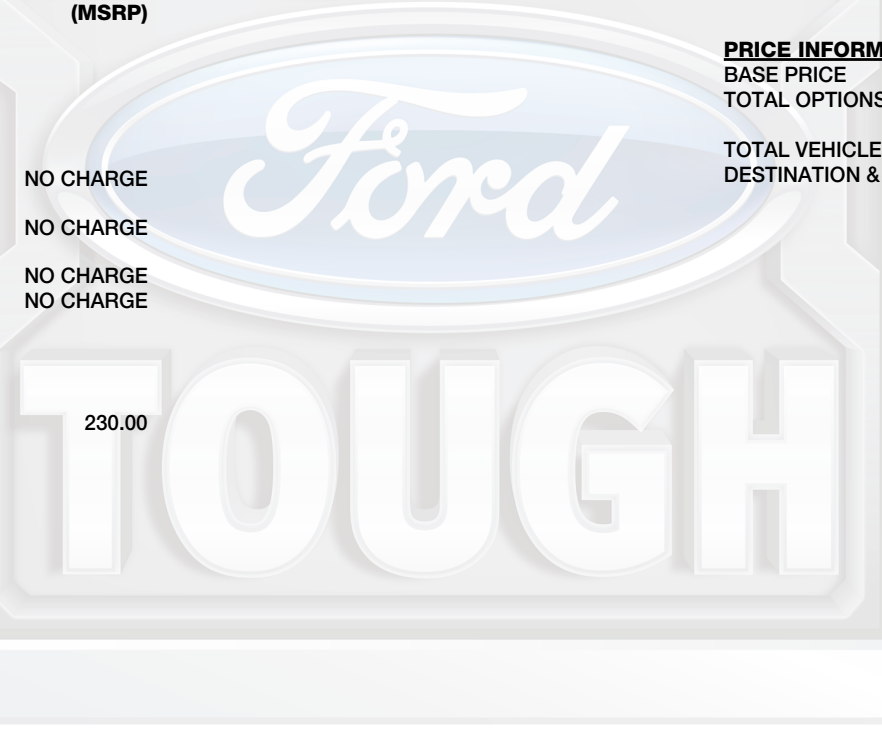 (MSRP)
NO CHARGE
NO CHARGE
NO CHARGE
NO CHARGE
230.00
PRICE INFORM
BASE PRICE
TOTAL OPTIONS
TOTAL VEHICLE
DESTINATION &
Ford
TOUGH